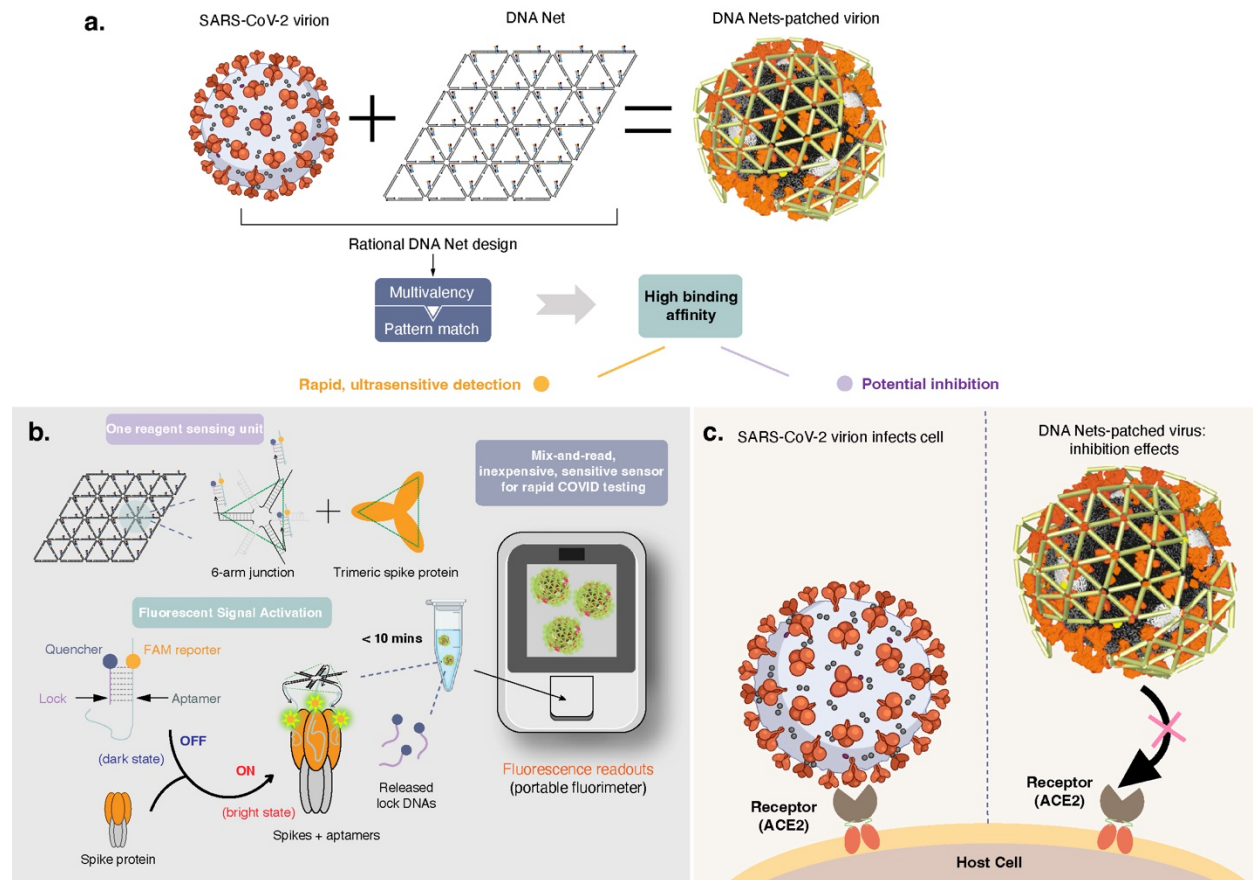 a.
SARS-CoV-2 virion
DNA Net
DNA Nets-patched virion
Rational DNA Net design
Multivalency
Pattern match
High binding
affinity
Rapid, ultrasensitive detection
Potential inhibition
b.
One reagent sensing unit
Mix-and-read,
inexpensive, sensitive sensor
for rapid COVID testing
6-arm junction
Trimeric spike protein
Fluorescent Signal Activation
< 10 mins
Quencher
FAM reporter
Lock
Aptamer
(dark state)
OFF
ON
(bright state)
Spike protein
Spikes + aptamers
Released
lock DNAs
Fluorescence readouts
(portable fluorimeter)
c.
SARS-CoV-2 virion infects cell
DNA Nets-patched virus:
inhibition effects
Receptor
(ACE2)
Receptor
(ACE2)
Host Cell